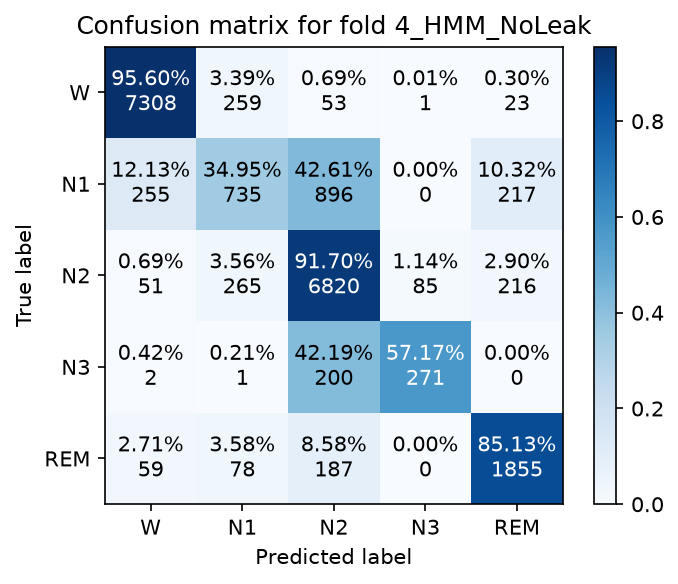 Confusion matrix for fold 4_HMM_NoLeak
W 95.60% 3.39% 0.69% 0.01% 0.30%
7308 259 53 1 23
N1 12.13% 34.95% 42.61% 0.00% 10.32%
255 735 896 0 217
N2 0.69% 3.56% 91.70% 1.14% 2.90%
51 265 6820 85 216
N3 0.42% 0.21% 42.19% 57.17% 0.00%
2 1 200 271 0
REM 2.71% 3.58% 8.58% 0.00% 85.13%
59 78 187 0 1855
W N1 N2 N3 REM
Predicted label
True label
0.8
0.6
0.4
0.2
0.0